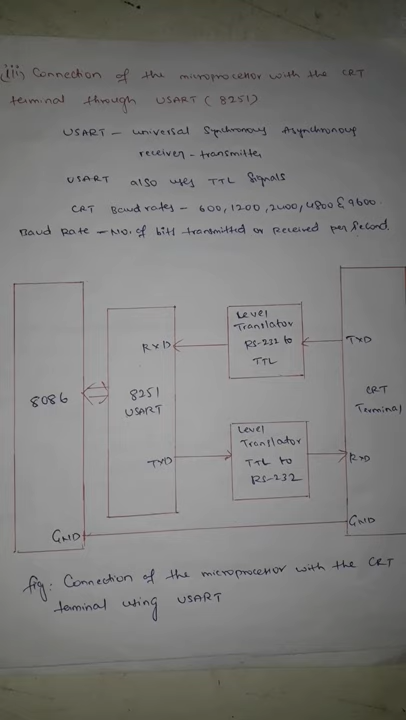 (iii) Connection of the microprocessor with the CRT
terminal through USART (8251)
USART - universal Synchronous Asynchronous
receiver-transmitter
USART also uses TTL Signals
CRT Baud rates - 600, 1200, 2400, 4800 & 9600.
Baud Rate - No. of bits transmitted or Received per Second.
8086
GND
8251
USART
RXD
TXD
Level
Translator
RS-232 to
TTL
Level
Translator
TTL to
RS-232
TXD
CRT
Terminal
RXD
GND
fig: Connection of the microprocessor with the CRT
terminal using USART